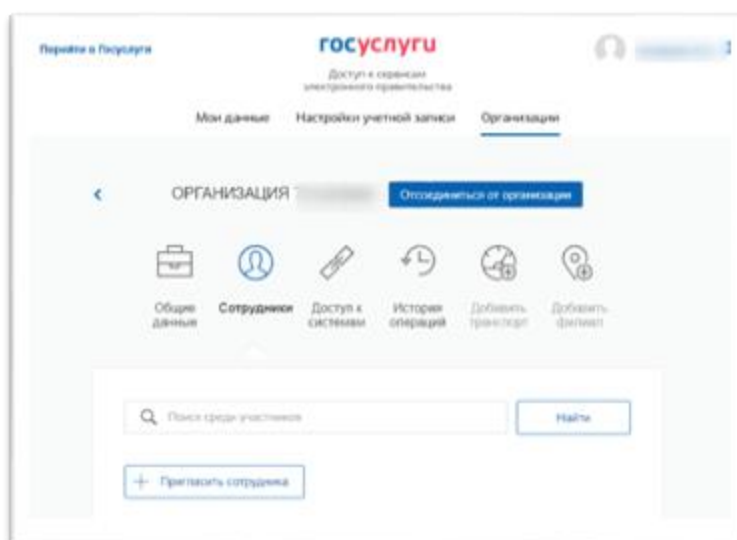 Перейти в Госуслуги
госуслуги
Доступ к сервисам
электронного правительства
Мои данные Настройки учетной записи Организации
ОРГАНИЗАЦИЯ
Отсоединиться от организации
Общие данные
Сотрудники
Доступ к системам
История операций
Добавить транспорт
Добавить филиал
Поиск среди участников
Найти
Пригласить сотрудника